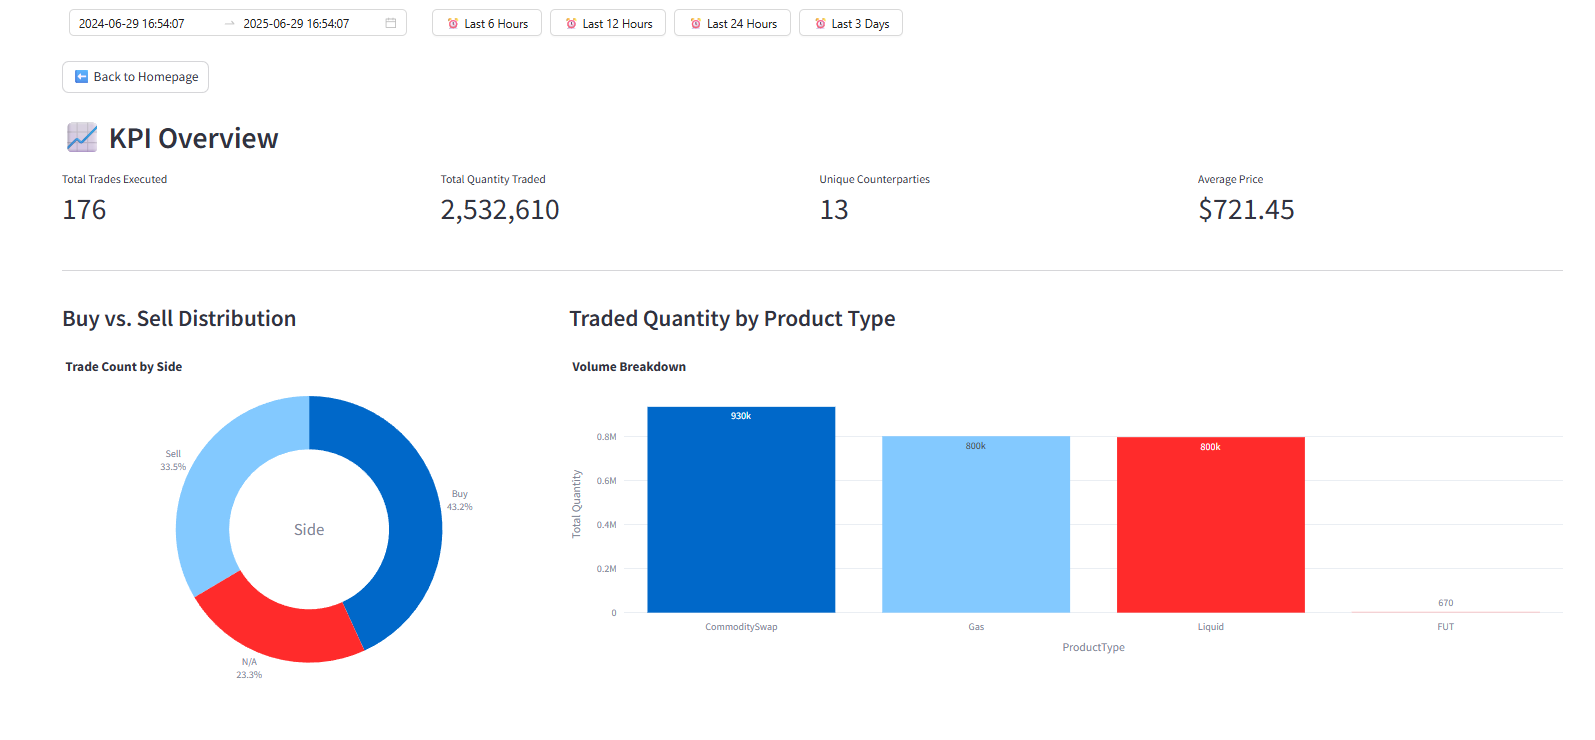 2024-06-29 16:54:07 → 2025-06-29 16:54:07
Last 6 Hours
Last 12 Hours
Last 24 Hours
Last 3 Days
Back to Homepage
KPI Overview
Total Trades Executed
176
Total Quantity Traded
2,532,610
Unique Counterparties
13
Average Price
$721.45
Buy vs. Sell Distribution
Trade Count by Side
Sell
33.5%
Buy
43.2%
Side
N/A
23.3%
Traded Quantity by Product Type
Volume Breakdown
Total Quantity
0.8M
0.6M
0.4M
0.2M
0
930k
800k
800k
670
CommoditySwap
Gas
Liquid
FUT
ProductType